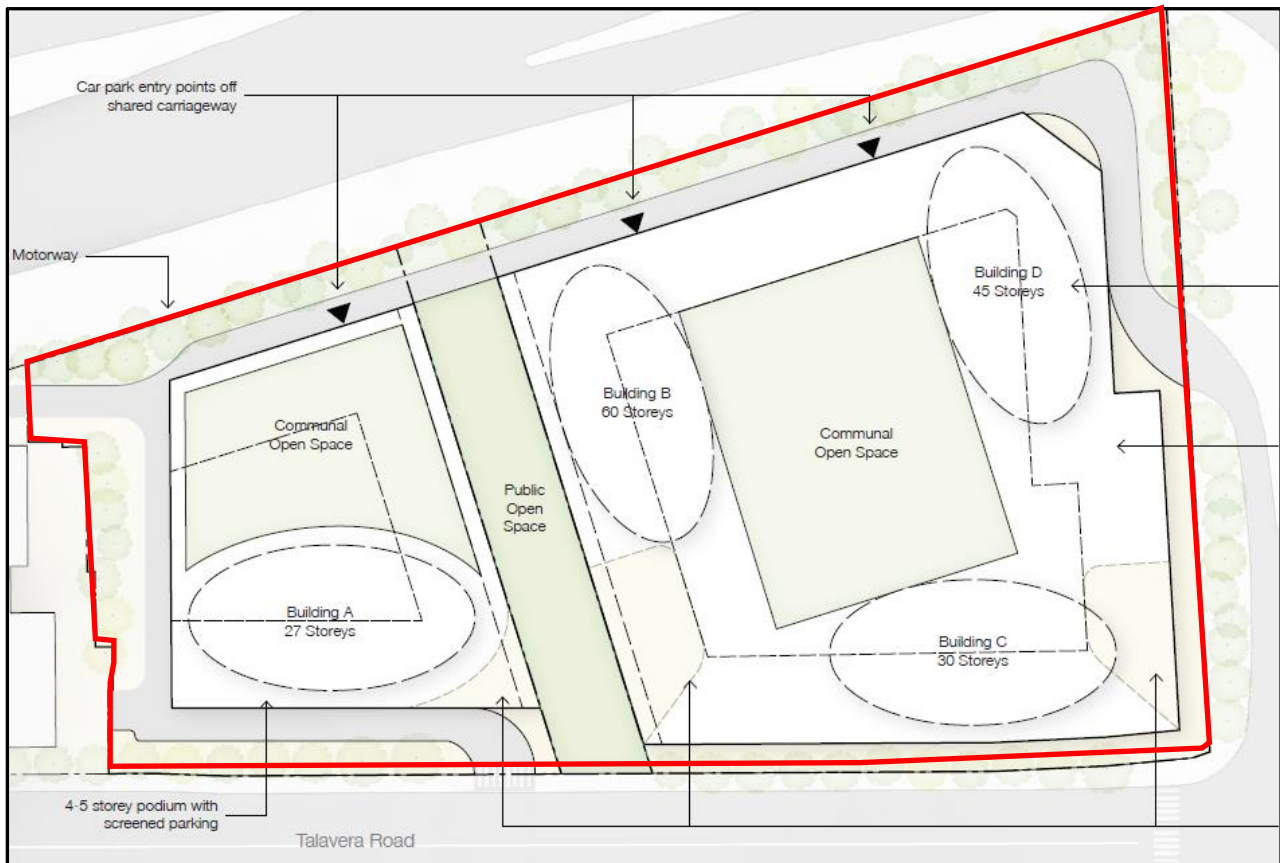 Car park entry points off
shared carriageway
Motorway
Building D
45 Storeys
Building B
60 Storeys
Communal
Open Space
Communal
Open Space
Public
Open
Space
Building A
27 Storeys
Building C
30 Storeys
4-5 storey podium with
screened parking
Talavera Road